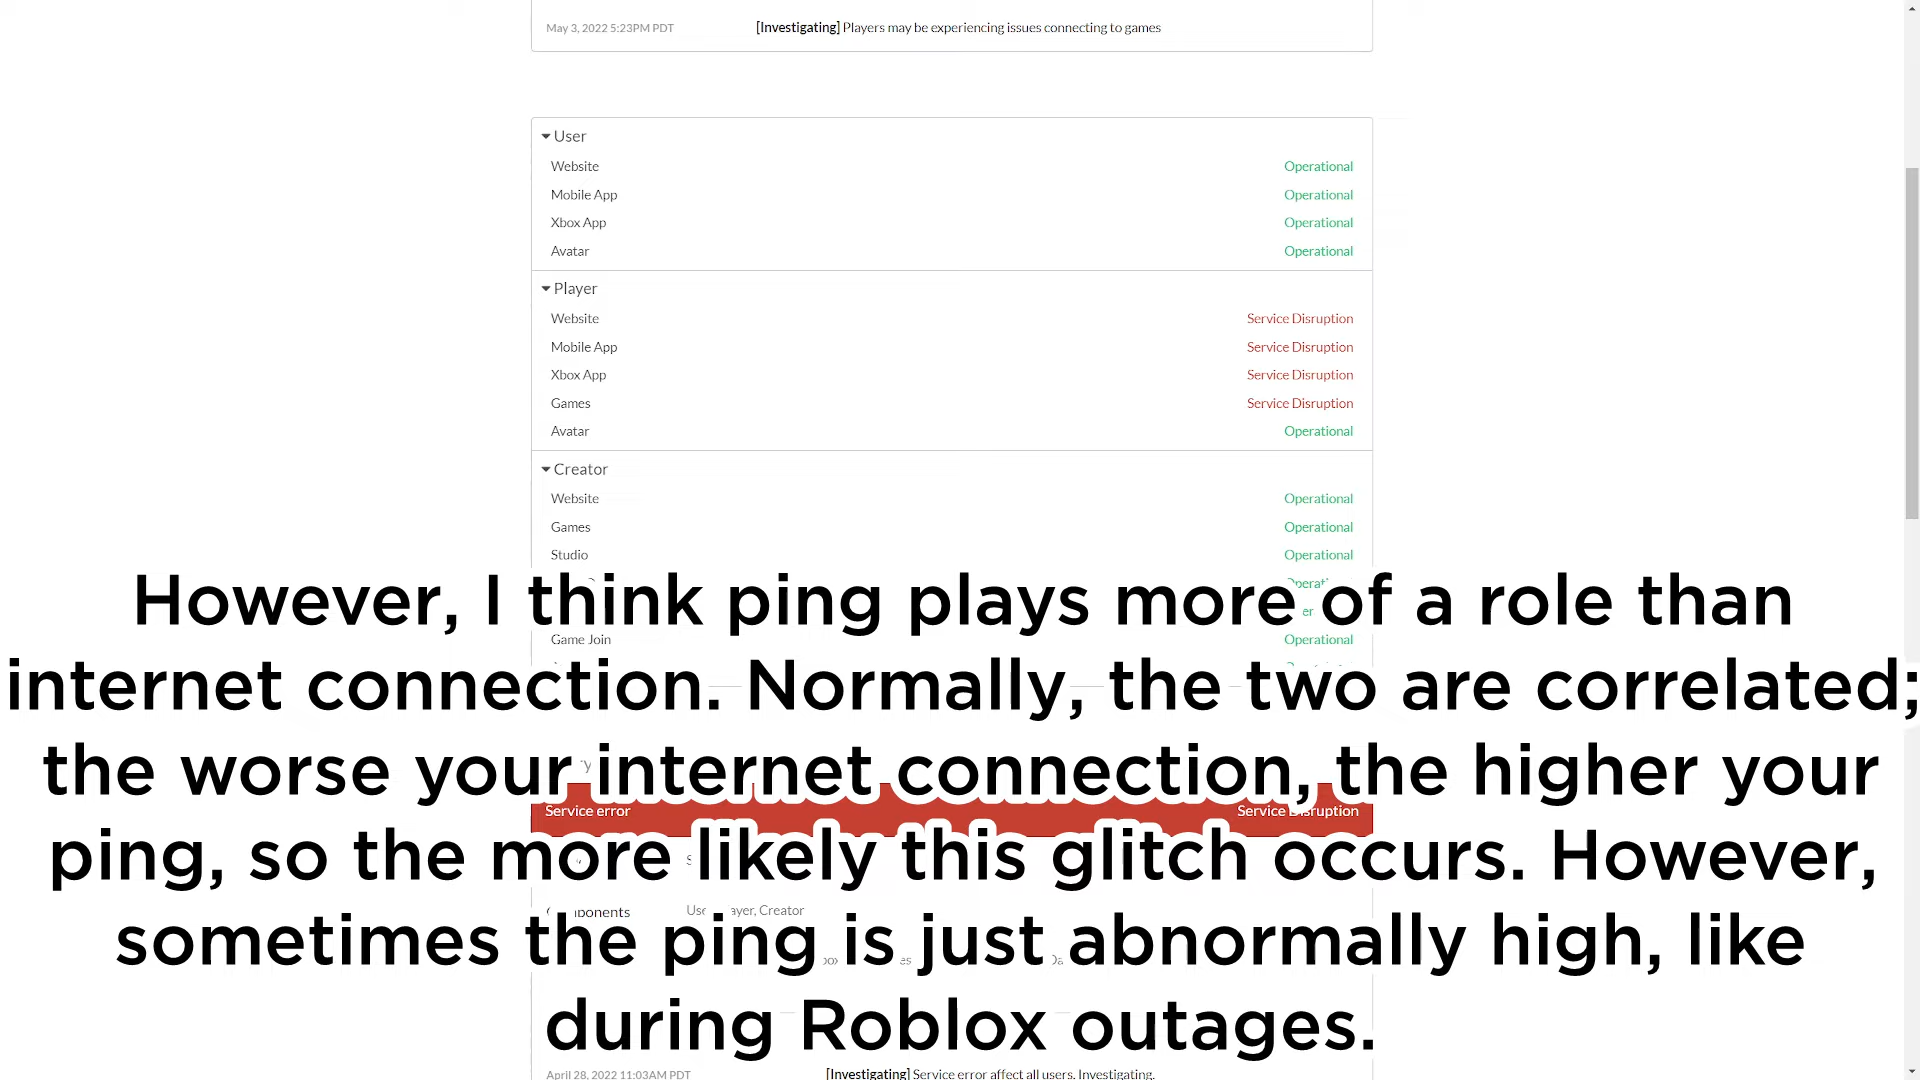 May 3, 2022 5:23PM PDT [Investigating] Players may be experiencing issues connecting to games
User
Website Operational
Mobile App Operational
Xbox App Operational
Avatar Operational
Player
Website Service Disruption
Mobile App Service Disruption
Xbox App Service Disruption
Games Service Disruption
Avatar Operational
Creator
Website Operational
Games Operational
Studio Operational
However, I think ping plays more of a role than
Game Join Operational
internet connection. Normally, the two are correlated;
the worse your internet connection, the higher your
Service error Service Disruption
ping, so the more likely this glitch occurs. However,
Creator
sometimes the ping is just abnormally high, like
during Roblox outages.
April 28, 2022 11:03AM PDT [Investigating] Service error affect all users. Investigating.